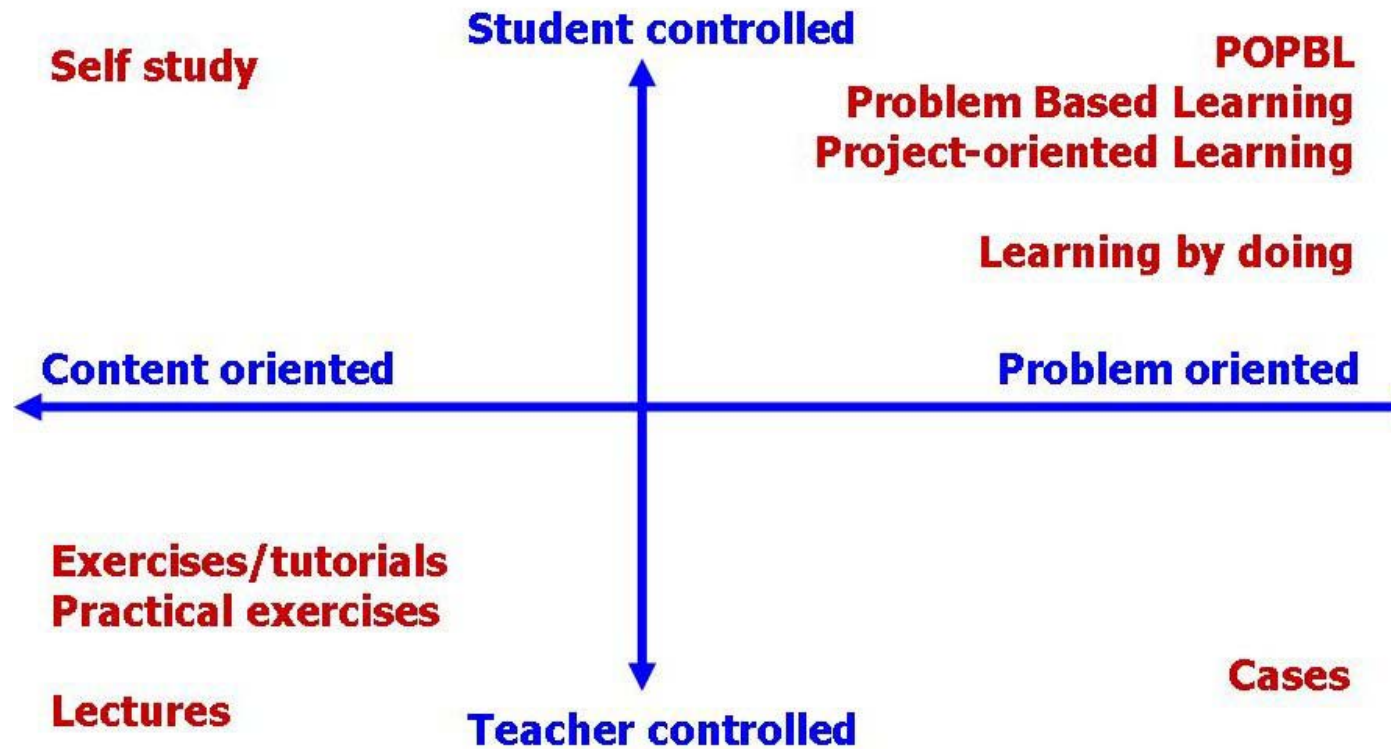 Student controlled
Self study
POPBL
Problem Based Learning
Project-oriented Learning
Learning by doing
Content oriented
Problem oriented
Exercises/tutorials
Practical exercises
Lectures
Cases
Teacher controlled